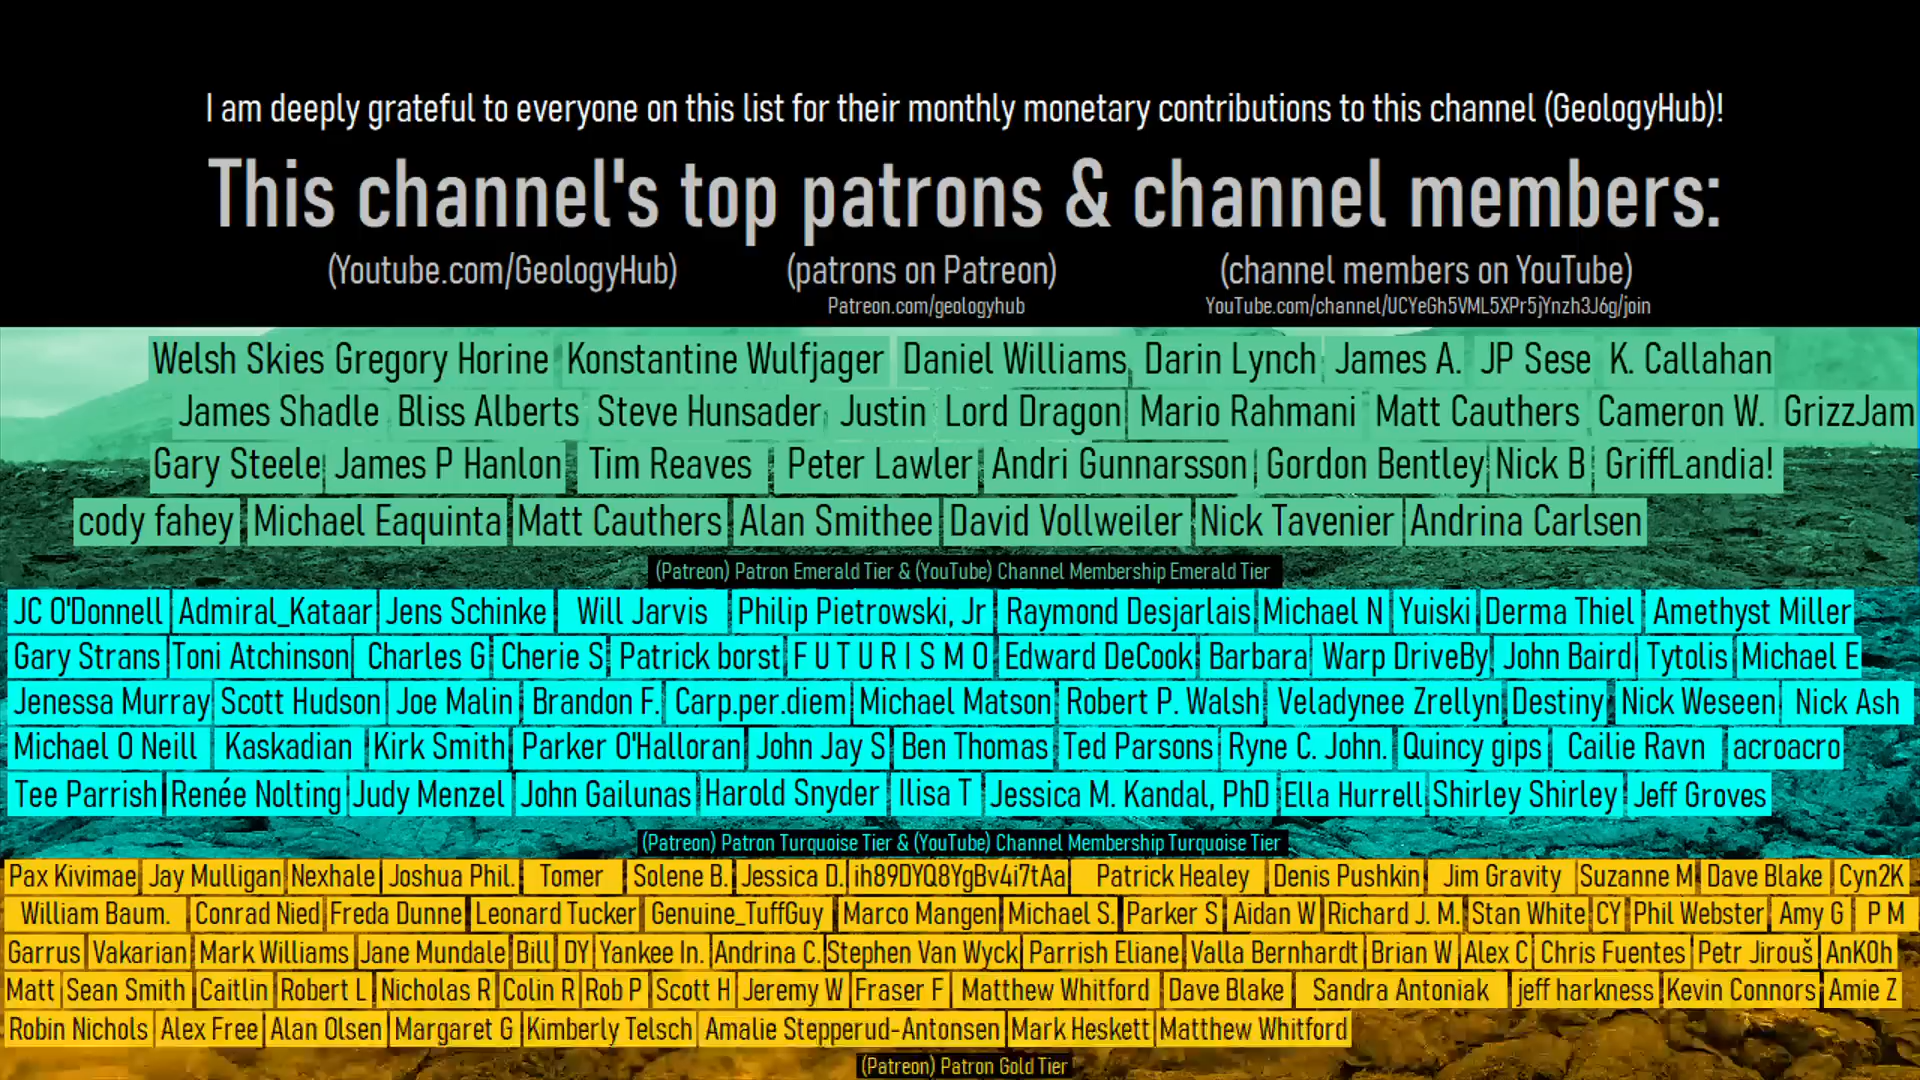 I am deeply grateful to everyone on this list for their monthly monetary contributions to this channel (GeologyHub)!
This channel's top patrons & channel members:
(Youtube.com/GeologyHub) (patrons on Patreon) (channel members on YouTube)
Patreon.com/geologyhub YouTube.com/channel/UCYeGh5VML5XPr5jYnzh3J6g/join
Welsh Skies Gregory Horine Konstantine Wulfjager Daniel Williams Darin Lynch James A. JP Sese K. Callahan
James Shadle Bliss Alberts Steve Hunsader Justin Lord Dragon Mario Rahmani Matt Cauthers Cameron W. GrizzJam
Gary Steele James P Hanlon Tim Reaves Peter Lawler Andri Gunnarsson Gordon Bentley Nick B GriffLandia!
cody fahey Michael Eaquinta Matt Cauthers Alan Smithee David Vollweiler Nick Tavenier Andrina Carlsen
(Patreon) Patron Emerald Tier & (YouTube) Channel Membership Emerald Tier
JC O'Donnell Admiral_Kataar Jens Schinke Will Jarvis Philip Pietrowski, Jr Raymond Desjarlais Michael N Yuiski Derma Thiel Amethyst Miller
Gary Strans Toni Atchinson Charles G Cherie S Patrick borst F U T U R I S M O Edward DeCook Barbara Warp DriveBy John Baird Tytolis Michael E
Jenessa Murray Scott Hudson Joe Malin Brandon F. Carp.per.diem Michael Matson Robert P. Walsh Veladynee Zrellyn Destiny Nick Weseen Nick Ash
Michael O Neill Kaskadian Kirk Smith Parker O'Halloran John Jay S Ben Thomas Ted Parsons Ryne C. John. Quincy gips Cailie Ravn acroacro
Tee Parrish Renée Nolting Judy Menzel John Gailunas Harold Snyder Ilisa T Jessica M. Kandal, PhD Ella Hurrell Shirley Shirley Jeff Groves
(Patreon) Patron Turquoise Tier & (YouTube) Channel Membership Turquoise Tier
Pax Kivimae Jay Mulligan Nexhale Joshua Phil. Tomer Solene B. Jessica D. ih89DYQ8YgBv4i7tAa Patrick Healey Denis Pushkin Jim Gravity Suzanne M Dave Blake Cyn2K
William Baum. Conrad Nied Freda Dunne Leonard Tucker Genuine_TuffGuy Marco Mangen Michael S. Parker S Aidan W Richard J. M. Stan White CY Phil Webster Amy G P M
Garrus Vakarian Mark Williams Jane Mundale Bill DY Yankee In. Andrina C. Stephen Van Wyck Parrish Eliane Valla Bernhardt Brian W Alex C Chris Fuentes Petr Jirouš AnK0h
Matt Sean Smith Caitlin Robert L Nicholas R Colin R Rob P Scott H Jeremy W Fraser F Matthew Whitford Dave Blake Sandra Antoniak jeff harkness Kevin Connors Amie Z
Robin Nichols Alex Free Alan Olsen Margaret G Kimberly Telsch Amalie Stepperud-Antonsen Mark Heskett Matthew Whitford
(Patreon) Patron Gold Tier